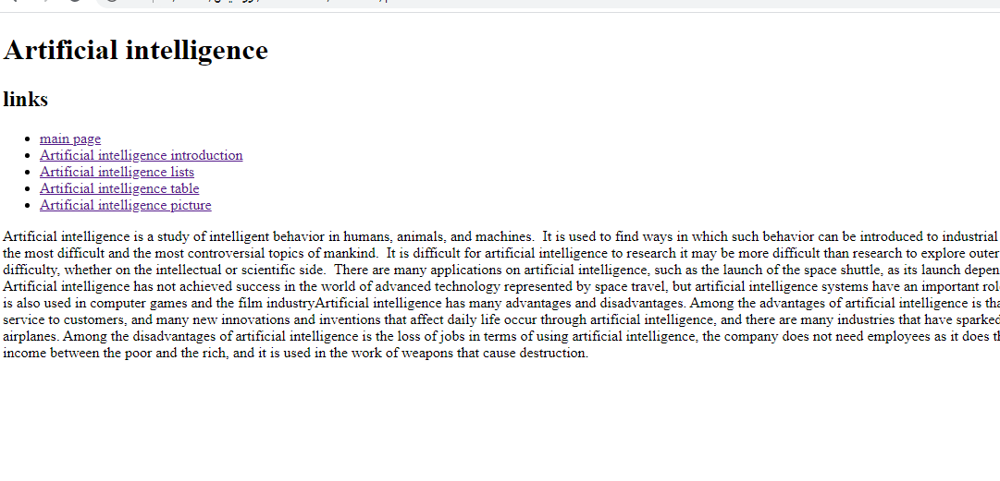 Artificial intelligence
links
main page
Artificial intelligence introduction
Artificial intelligence lists
Artificial intelligence table
Artificial intelligence picture
Artificial intelligence is a study of intelligent behavior in humans, animals, and machines.  It is used to find ways in which such behavior can be introduced to industrial
the most difficult and the most controversial topics of mankind.  It is difficult for artificial intelligence to research it may be more difficult than research to explore outer
difficulty, whether on the intellectual or scientific side.  There are many applications on artificial intelligence, such as the launch of the space shuttle, as its launch depen
Artificial intelligence has not achieved success in the world of advanced technology represented by space travel, but artificial intelligence systems have an important rol
is also used in computer games and the film industryArtificial intelligence has many advantages and disadvantages. Among the advantages of artificial intelligence is tha
service to customers, and many new innovations and inventions that affect daily life occur through artificial intelligence, and there are many industries that have sparked
airplanes. Among the disadvantages of artificial intelligence is the loss of jobs in terms of using artificial intelligence, the company does not need employees as it does th
income between the poor and the rich, and it is used in the work of weapons that cause destruction.